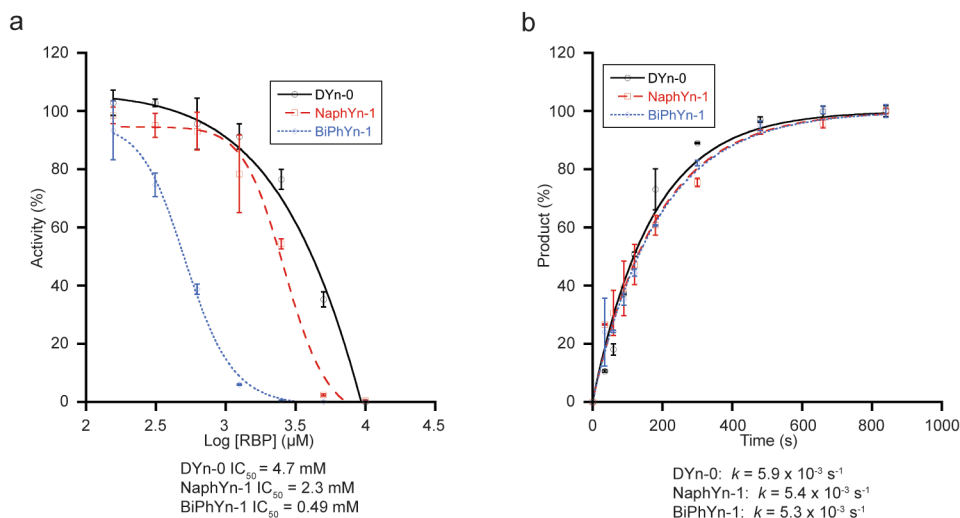 a
120
100
80
60
40
20
0
Activity (%)
2 2.5 3 3.5 4 4.5
Log [RBP] (µM)
DYn-0
NaphYn-1
BiPhYn-1
DYn-0 IC50 = 4.7 mM
NaphYn-1 IC50 = 2.3 mM
BiPhYn-1 IC50 = 0.49 mM
b
120
100
80
60
40
20
0
Product (%)
0 200 400 600 800 1000
Time (s)
DYn-0
NaphYn-1
BiPhYn-1
DYn-0: k = 5.9 x 10⁻³ s⁻¹
NaphYn-1: k = 5.4 x 10⁻³ s⁻¹
BiPhYn-1: k = 5.3 x 10⁻³ s⁻¹